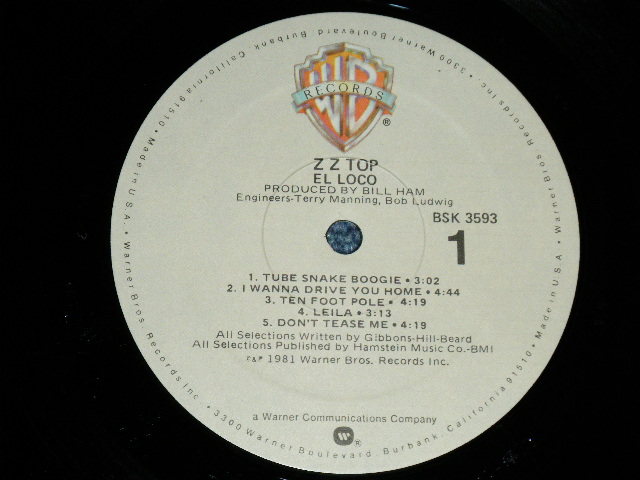 RECORDS
®
Z Z TOP
EL LOCO
PRODUCED BY BILL HAM
Engineers-Terry Manning, Bob Ludwig
BSK 3593
1
1. TUBE SNAKE BOOGIE • 3:02
2. I WANNA DRIVE YOU HOME • 4:44
3. TEN FOOT POLE • 4:19
4. LEILA • 3:13
5. DON'T TEASE ME • 4:19
All Selections Written by Gibbons-Hill-Beard
All Selections Published by Hamstein Music Co.-BMI
©&℗ 1981 Warner Bros. Records Inc.
a Warner Communications Company
®
• Made in U.S.A. • Warner Bros. Records Inc. • 3300 Warner Boulevard, Burbank, California 91510 • Made in U.S.A. • Warner Bros. Records Inc. • 3300 Warner Boulevard, Burbank, California 91510